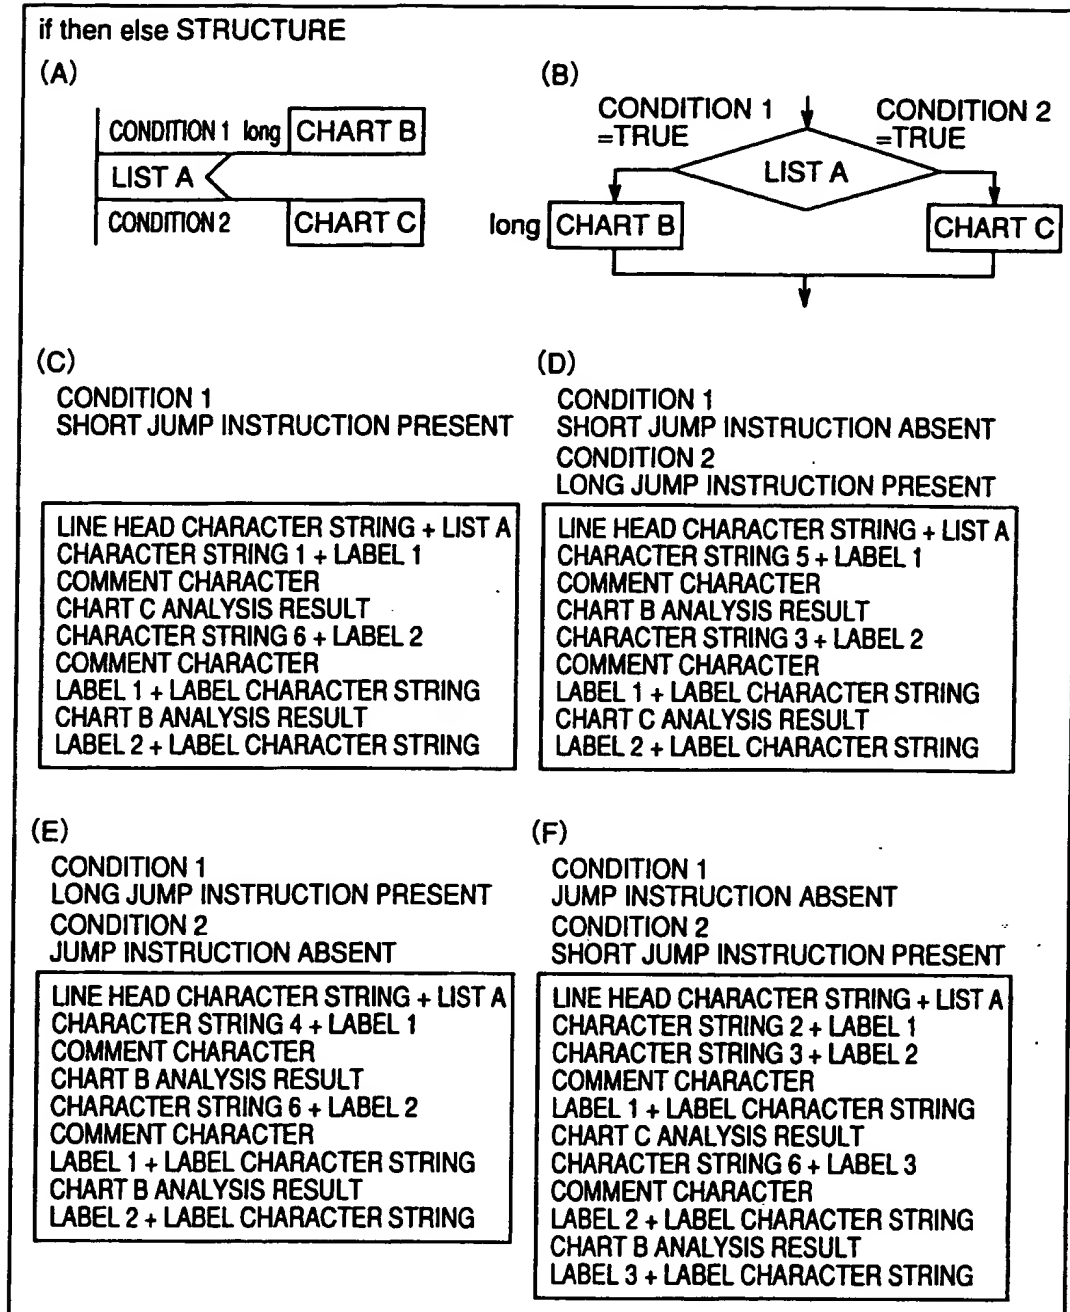 if then else STRUCTURE
(A)
CONDITION 1 long CHART B
LIST A
CONDITION 2 CHART C
(B)
CONDITION 1
=TRUE
CONDITION 2
=TRUE
LIST A
long CHART B
CHART C
(C)
CONDITION 1
SHORT JUMP INSTRUCTION PRESENT
LINE HEAD CHARACTER STRING + LIST A
CHARACTER STRING 1 + LABEL 1
COMMENT CHARACTER
CHART C ANALYSIS RESULT
CHARACTER STRING 6 + LABEL 2
COMMENT CHARACTER
LABEL 1 + LABEL CHARACTER STRING
CHART B ANALYSIS RESULT
LABEL 2 + LABEL CHARACTER STRING
(D)
CONDITION 1
SHORT JUMP INSTRUCTION ABSENT
CONDITION 2
LONG JUMP INSTRUCTION PRESENT
LINE HEAD CHARACTER STRING + LIST A
CHARACTER STRING 5 + LABEL 1
COMMENT CHARACTER
CHART B ANALYSIS RESULT
CHARACTER STRING 3 + LABEL 2
COMMENT CHARACTER
LABEL 1 + LABEL CHARACTER STRING
CHART C ANALYSIS RESULT
LABEL 2 + LABEL CHARACTER STRING
(E)
CONDITION 1
LONG JUMP INSTRUCTION PRESENT
CONDITION 2
JUMP INSTRUCTION ABSENT
LINE HEAD CHARACTER STRING + LIST A
CHARACTER STRING 4 + LABEL 1
COMMENT CHARACTER
CHART B ANALYSIS RESULT
CHARACTER STRING 6 + LABEL 2
COMMENT CHARACTER
LABEL 1 + LABEL CHARACTER STRING
CHART B ANALYSIS RESULT
LABEL 2 + LABEL CHARACTER STRING
(F)
CONDITION 1
JUMP INSTRUCTION ABSENT
CONDITION 2
SHORT JUMP INSTRUCTION PRESENT
LINE HEAD CHARACTER STRING + LIST A
CHARACTER STRING 2 + LABEL 1
CHARACTER STRING 3 + LABEL 2
COMMENT CHARACTER
LABEL 1 + LABEL CHARACTER STRING
CHART C ANALYSIS RESULT
CHARACTER STRING 6 + LABEL 3
COMMENT CHARACTER
LABEL 2 + LABEL CHARACTER STRING
CHART B ANALYSIS RESULT
LABEL 3 + LABEL CHARACTER STRING